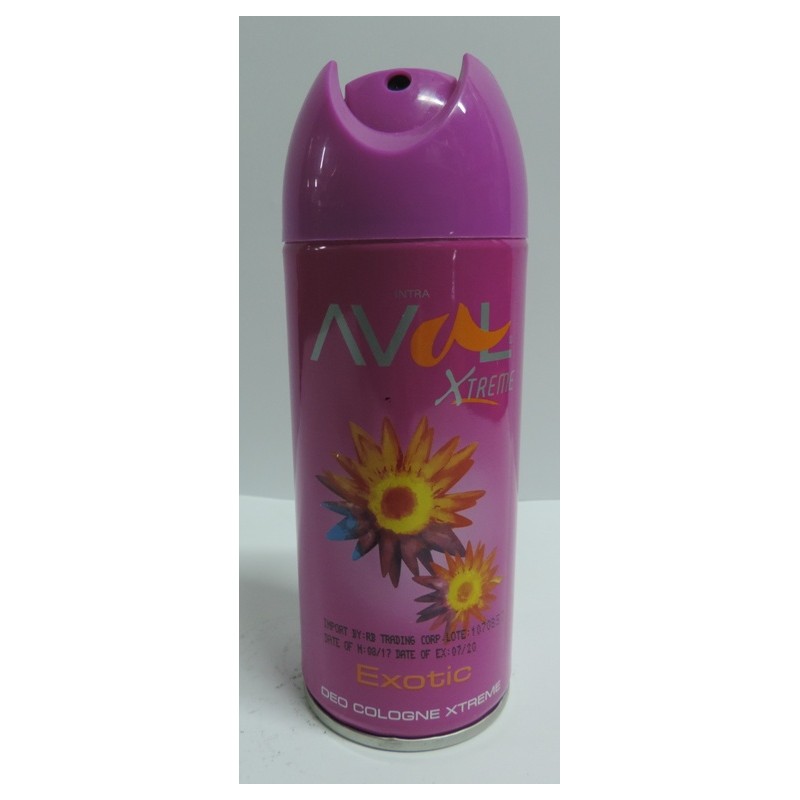 INTRA
AVAL
XTREME
IMPORT BY:RB TRADING CORP LOTE:107085
DATE OF M:08/17 DATE OF EX:07/20
Exotic
DEO COLOGNE XTREME